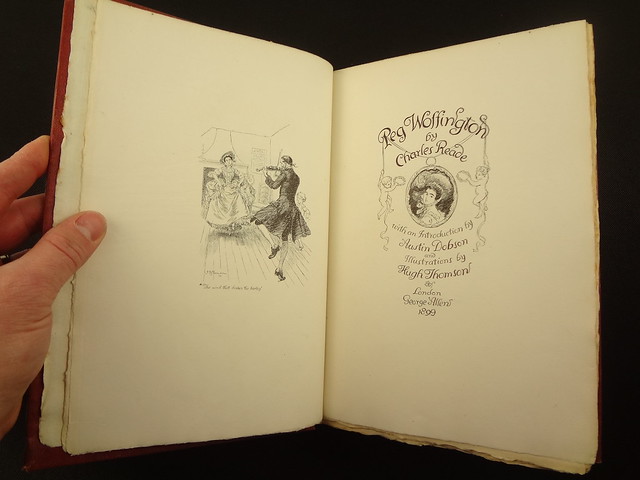 Peg Woffington
by
Charles Reade
with an Introduction by
Austin Dobson
and
Illustrations by
Hugh Thomson
London
George Allen
1899